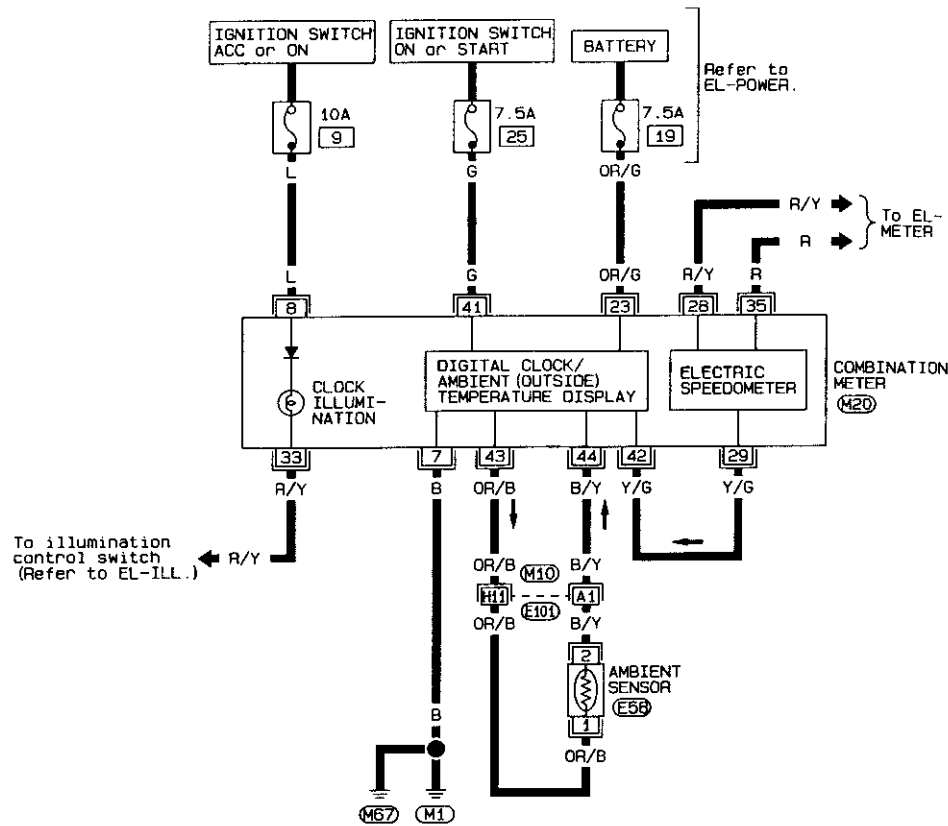 IGNITION SWITCH
ACC or ON
IGNITION SWITCH
ON or START
BATTERY
Refer to
EL-POWER.
10A
9
7.5A
25
7.5A
19
L
G
OR/G
R/Y
R
To EL-
METER
L
G
OR/G
R/Y
R
8
41
23
28
35
CLOCK
ILLUMI-
NATION
DIGITAL CLOCK/
AMBIENT (OUTSIDE)
TEMPERATURE DISPLAY
ELECTRIC
SPEEDOMETER
COMBINATION
METER
M20
33
7
43
44
42
29
R/Y
B
OR/B
B/Y
Y/G
Y/G
To illumination
control switch
(Refer to EL-ILL.)
R/Y
OR/B
M10
B/Y
H11
E101
A1
OR/B
B/Y
2
AMBIENT
SENSOR
E58
1
B
OR/B
M67
M1